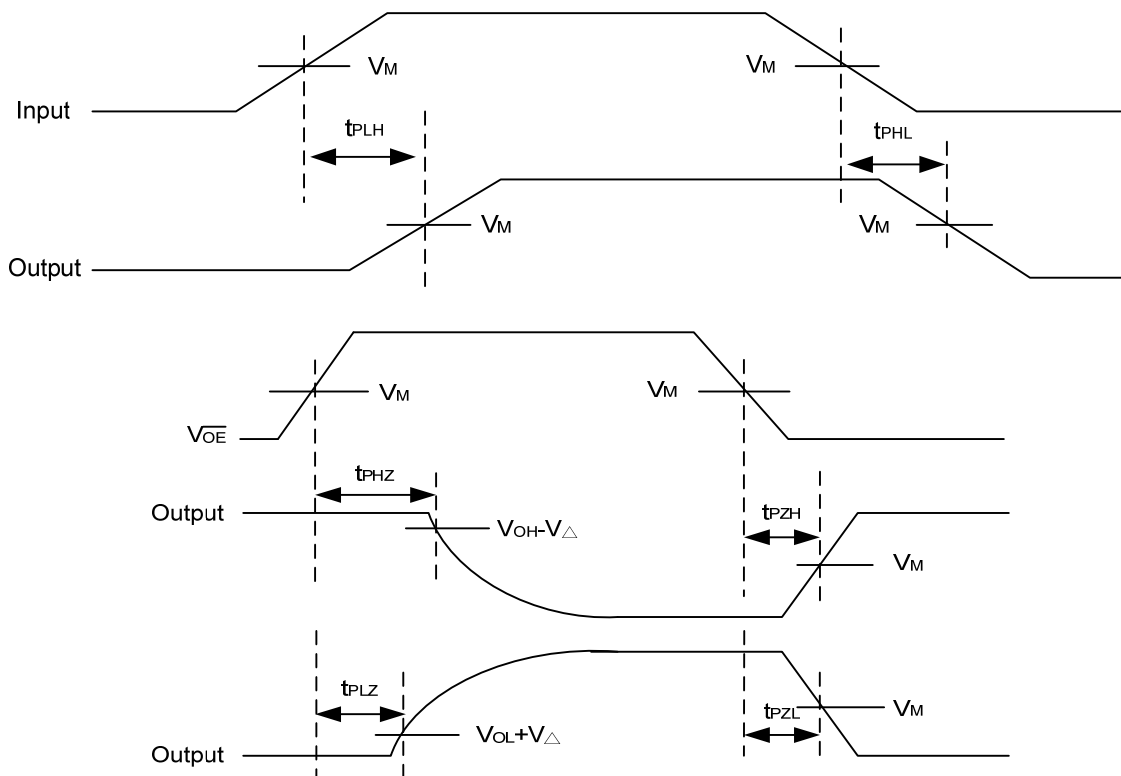 VM VM
Input
tPLH tPHL
VM VM
Output
VM VM
VOE
tPHZ
Output tPZH
VOH-V△
VM
tPLZ
tPZL VM
VOL+V△
Output